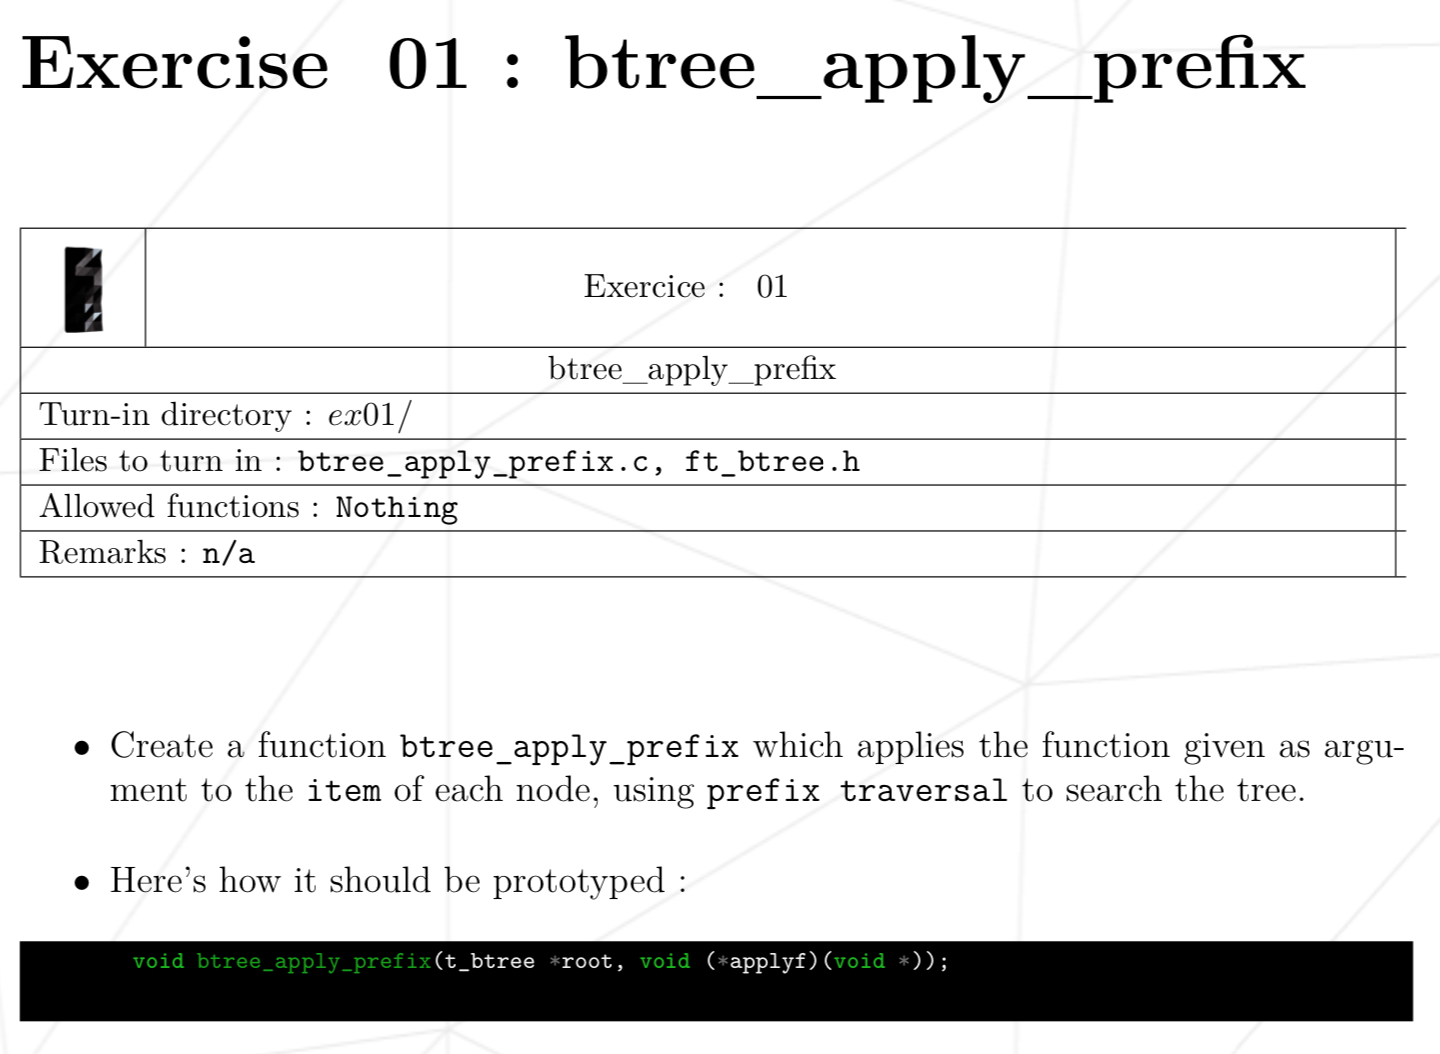 Exercise 01 : btree_apply_prefix
Exercice : 01
btree_apply_prefix
Turn-in directory : ex01/
Files to turn in : btree_apply_prefix.c, ft_btree.h
Allowed functions : Nothing
Remarks : n/a
• Create a function btree_apply_prefix which applies the function given as argu-
ment to the item of each node, using prefix traversal to search the tree.
• Here's how it should be prototyped :
void btree_apply_prefix(t_btree *root, void (*applyf)(void *));